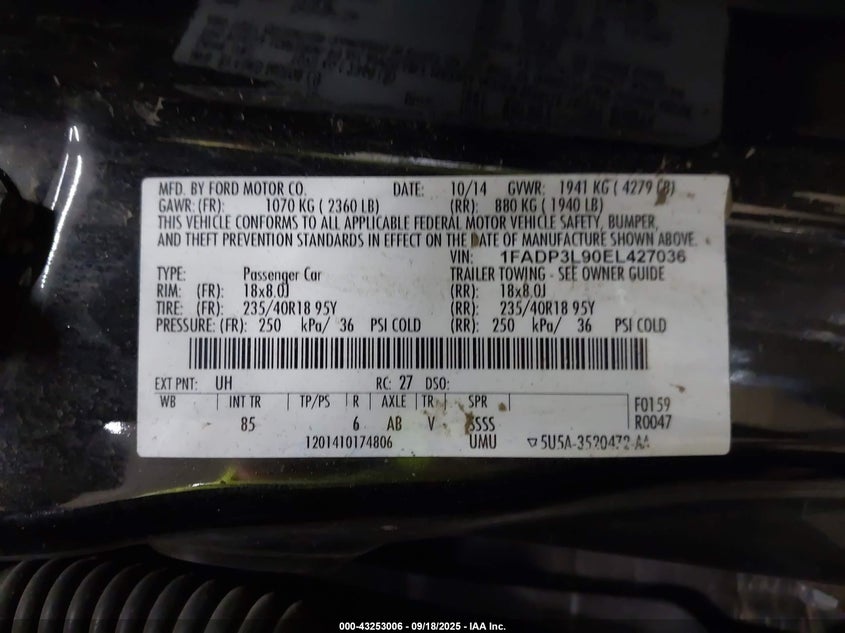 MFD. BY FORD MOTOR CO. DATE: 10/14 GVWR: 1941 KG ( 4279 LB)
GAWR: (FR): 1070 KG ( 2360 LB) (RR): 880 KG ( 1940 LB)
THIS VEHICLE CONFORMS TO ALL APPLICABLE FEDERAL MOTOR VEHICLE SAFETY, BUMPER,
AND THEFT PREVENTION STANDARDS IN EFFECT ON THE DATE OF MANUFACTURE SHOWN ABOVE.
VIN: 1FADP3L90EL427036
TYPE: Passenger Car TRAILER TOWING - SEE OWNER GUIDE
RIM: (FR): 18x8.0J (RR): 18x8.0J
TIRE: (FR): 235/40R18 95Y (RR): 235/40R18 95Y
PRESSURE: (FR): 250 kPa/ 36 PSI COLD (RR): 250 kPa/ 36 PSI COLD
EXT PNT: UH RC: 27 DSO:
WB INT TR TP/PS R AXLE TR SPR F0159
85 6 AB V SSSS R0047
1201410174806 UMU 5U5A-3520472-AA
000-43253006 - 09/18/2025 - IAA Inc.